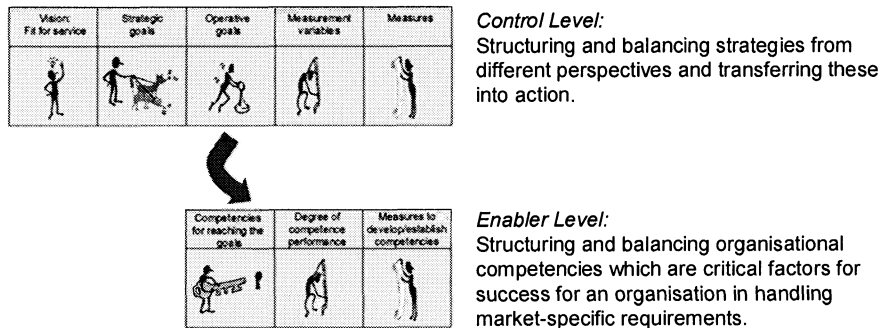 Vision:
Fit for service
Strategic
goals
Operative
goals
Measurement
variables
Measures
Control Level:
Structuring and balancing strategies from
different perspectives and transferring these
into action.
Competencies
for reaching the
goals
Degree of
competence
performance
Measures to
develop/establish
competencies
Enabler Level:
Structuring and balancing organisational
competencies which are critical factors for
success for an organisation in handling
market-specific requirements.